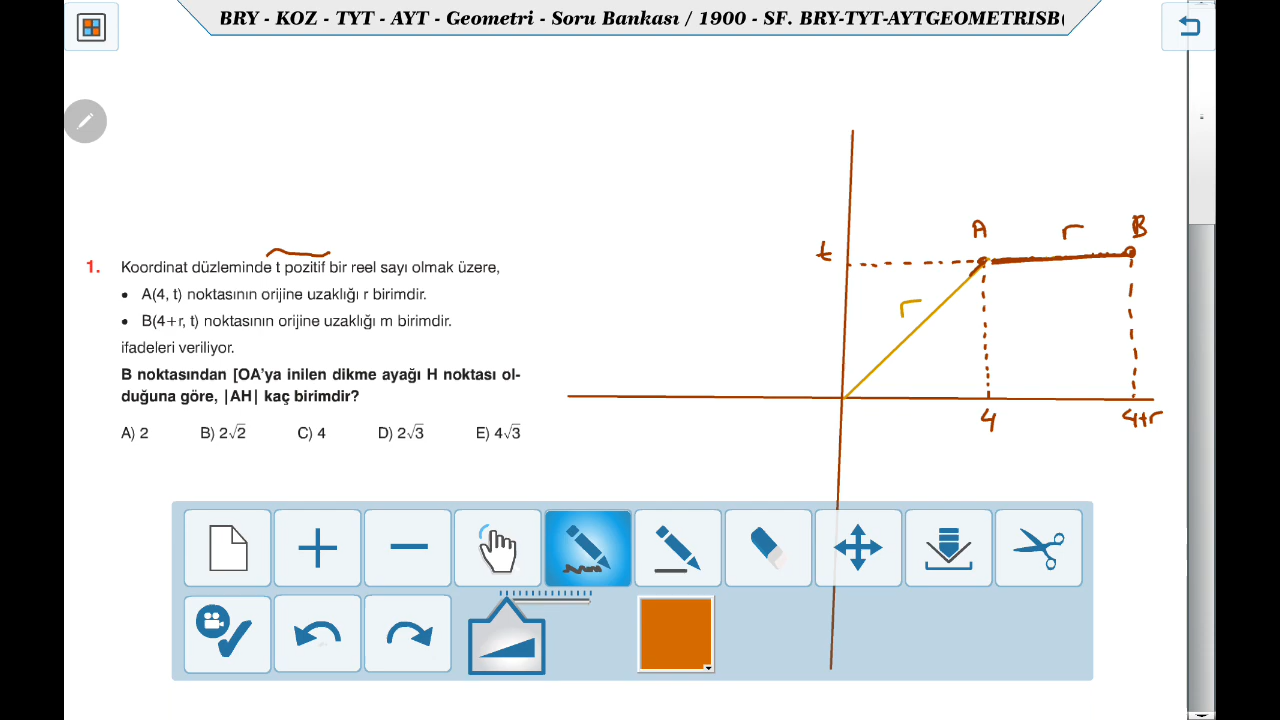 BRY - KOZ - TYT - AYT - Geometri - Soru Bankası / 1900 - SF. BRY-TYT-AYTGEOMETRISB(
1. Koordinat düzleminde t pozitif bir reel sayı olmak üzere,
• A(4, t) noktasının orijine uzaklığı r birimdir.
• B(4+r, t) noktasının orijine uzaklığı m birimdir.
ifadeleri veriliyor.
B noktasından [OA'ya inilen dikme ayağı H noktası ol-
duğuna göre, |AH| kaç birimdir?
A) 2 B) 2√2 C) 4 D) 2√3 E) 4√3
A r B
t
r
4 4+r